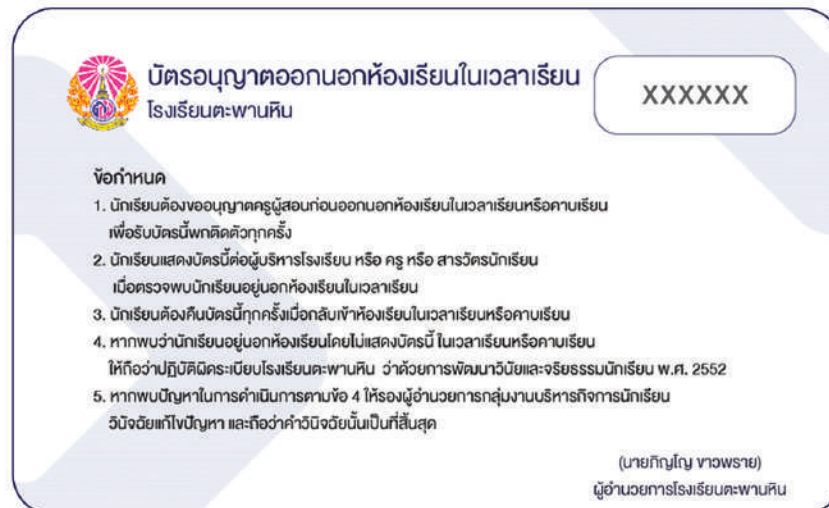 บัตรอนุญาตออกนอกห้องเรียนในเวลาเรียน
โรงเรียนตะพานหิน
XXXXXX
ข้อกำหนด
1. นักเรียนต้องขออนุญาตครูผู้สอนก่อนออกนอกห้องเรียนในเวลาเรียนหรือคาบเรียน
เพื่อรับบัตรนี้พกติดตัวทุกครั้ง
2. นักเรียนแสดงบัตรนี้ต่อผู้บริหารโรงเรียน หรือ ครู หรือ สารวัตรนักเรียน
เมื่อตรวจพบนักเรียนอยู่นอกห้องเรียนในเวลาเรียน
3. นักเรียนต้องคืนบัตรนี้ทุกครั้งเมื่อกลับเข้าห้องเรียนในเวลาเรียนหรือคาบเรียน
4. หากพบว่านักเรียนอยู่นอกห้องเรียนโดยไม่แสดงบัตรนี้ ในเวลาเรียนหรือคาบเรียน
ให้ถือว่าปฏิบัติผิดระเบียบโรงเรียนตะพานหิน ว่าด้วยการพัฒนาวินัยและจริยธรรมนักเรียน พ.ศ. 2552
5. หากพบปัญหาในการดำเนินการตามข้อ 4 ให้รองผู้อำนวยการกลุ่มงานบริหารกิจการนักเรียน
วินิจฉัยแก้ไขปัญหา และถือว่าคำวินิจฉัยนั้นเป็นที่สิ้นสุด
(นายภิญโญ ขาวพราย)
ผู้อำนวยการโรงเรียนตะพานหิน